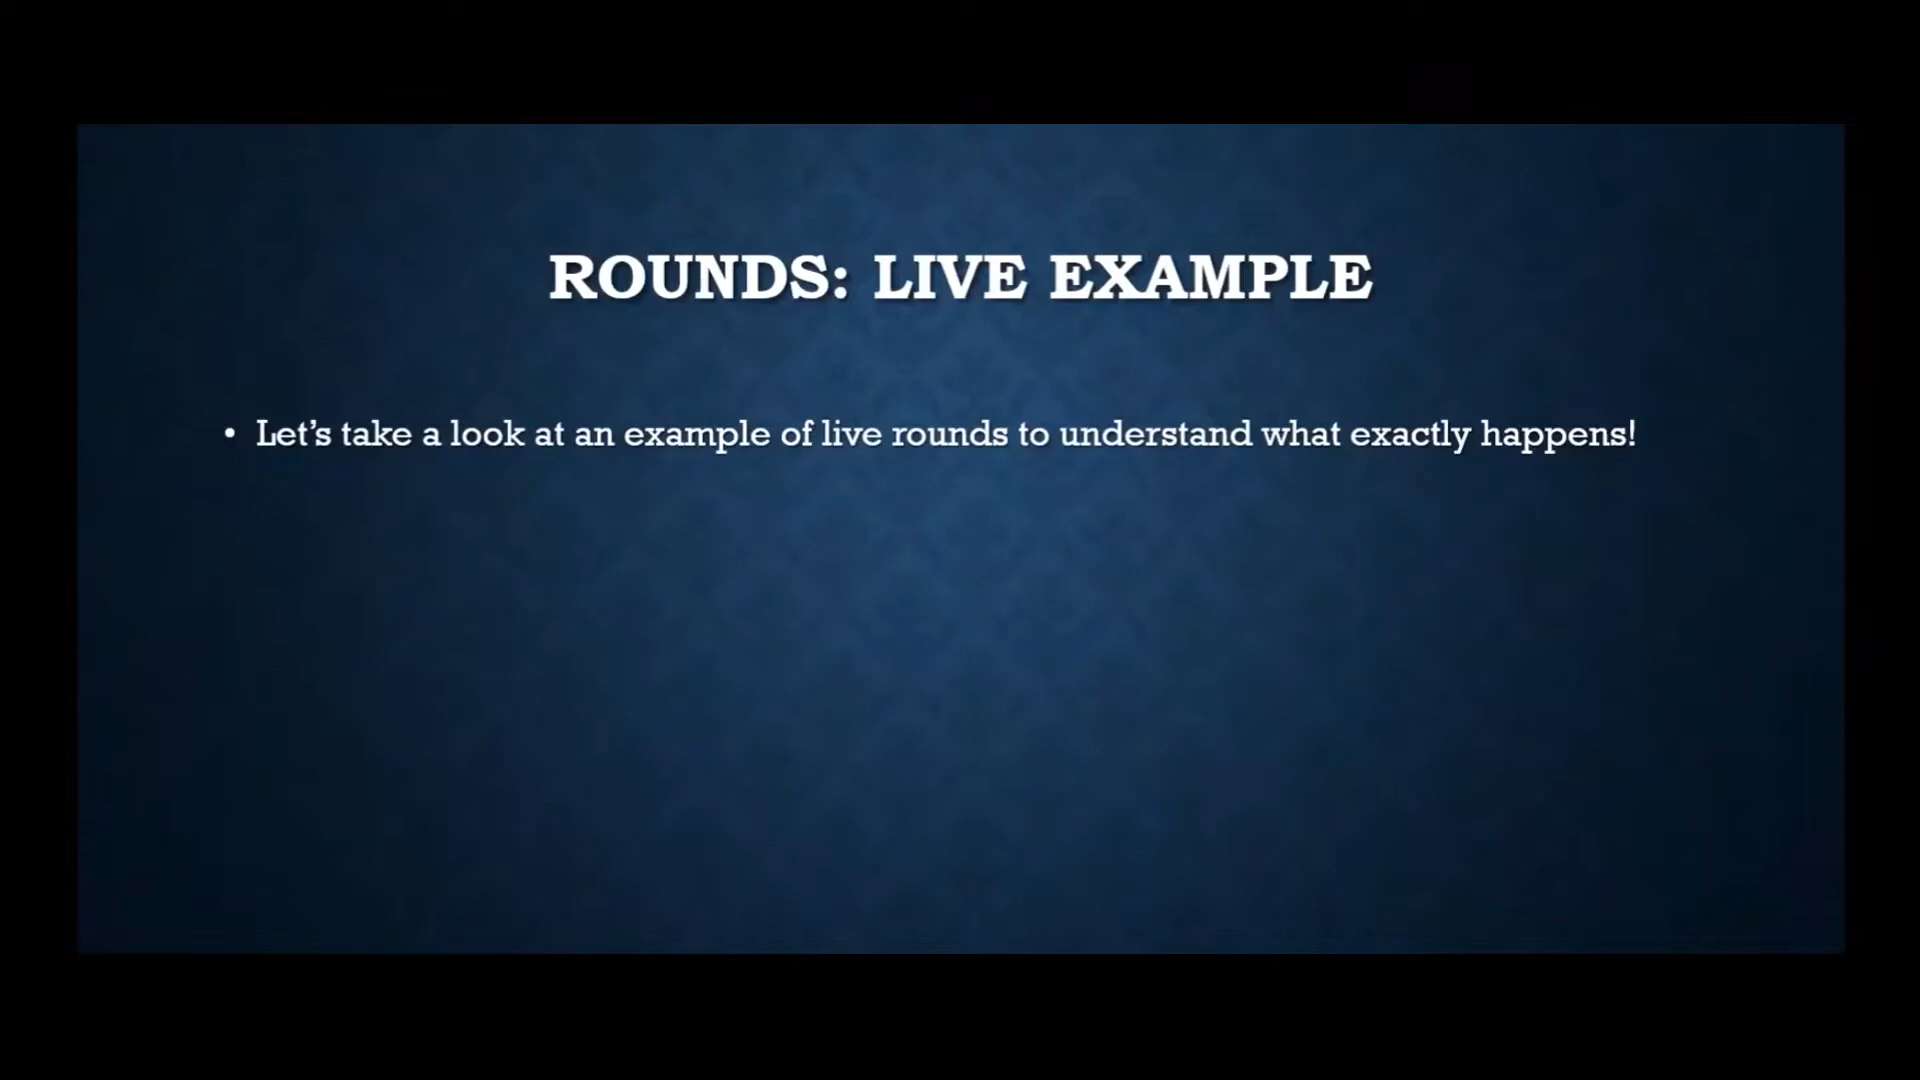 ROUNDS: LIVE EXAMPLE
• Let’s take a look at an example of live rounds to understand what exactly happens!